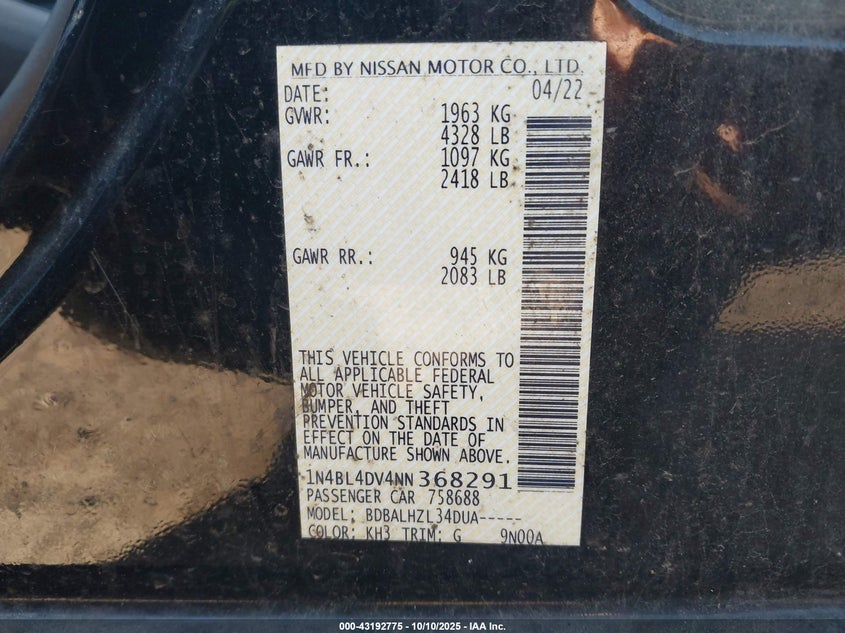 MFD BY NISSAN MOTOR CO., LTD.
DATE: 04/22
GVWR: 1963 KG
4328 LB
GAWR FR.: 1097 KG
2418 LB
GAWR RR.: 945 KG
2083 LB
THIS VEHICLE CONFORMS TO
ALL APPLICABLE FEDERAL
MOTOR VEHICLE SAFETY,
BUMPER, AND THEFT
PREVENTION STANDARDS IN
EFFECT ON THE DATE OF
MANUFACTURE SHOWN ABOVE.
1N4BL4DV4NN368291
PASSENGER CAR 758688
MODEL: BDBALHZL34DUA-----
COLOR: KH3 TRIM: G 9N00A
000-43192775 - 10/10/2025 - IAA Inc.